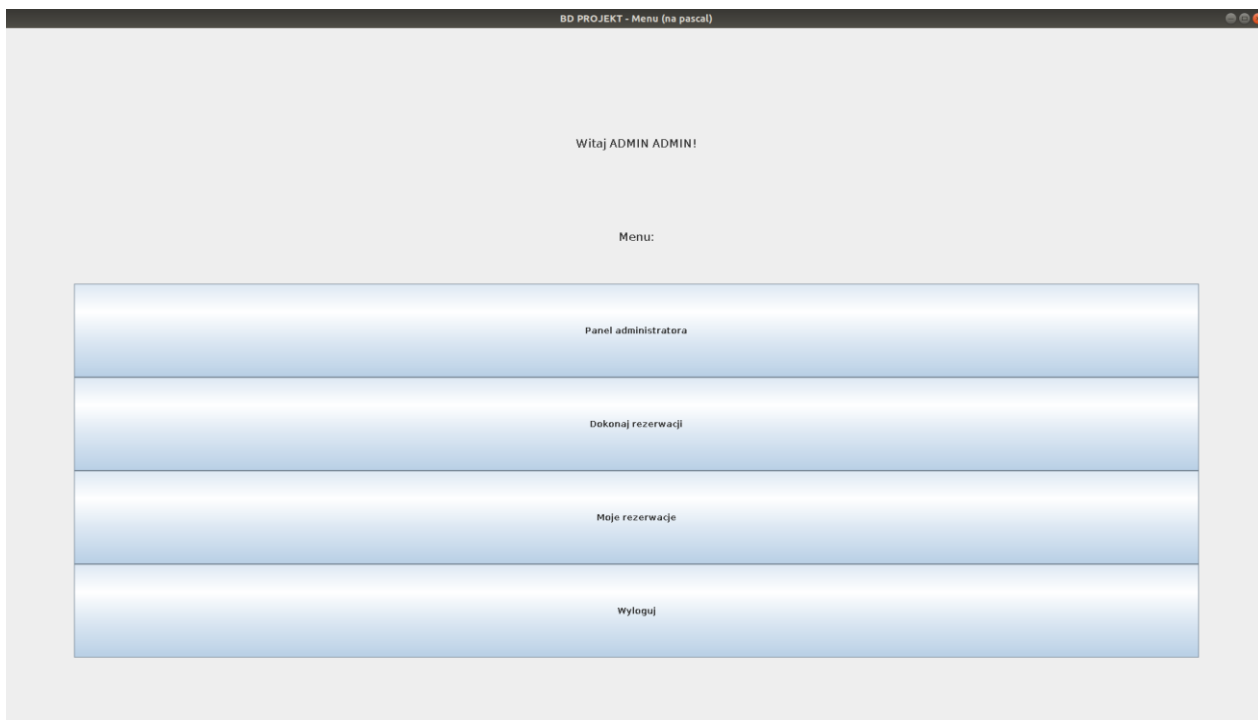 BD PROJEKT - Menu (na pascal)
Witaj ADMIN ADMIN!
Menu:
Panel administratora
Dokonaj rezerwacji
Moje rezerwacje
Wyloguj